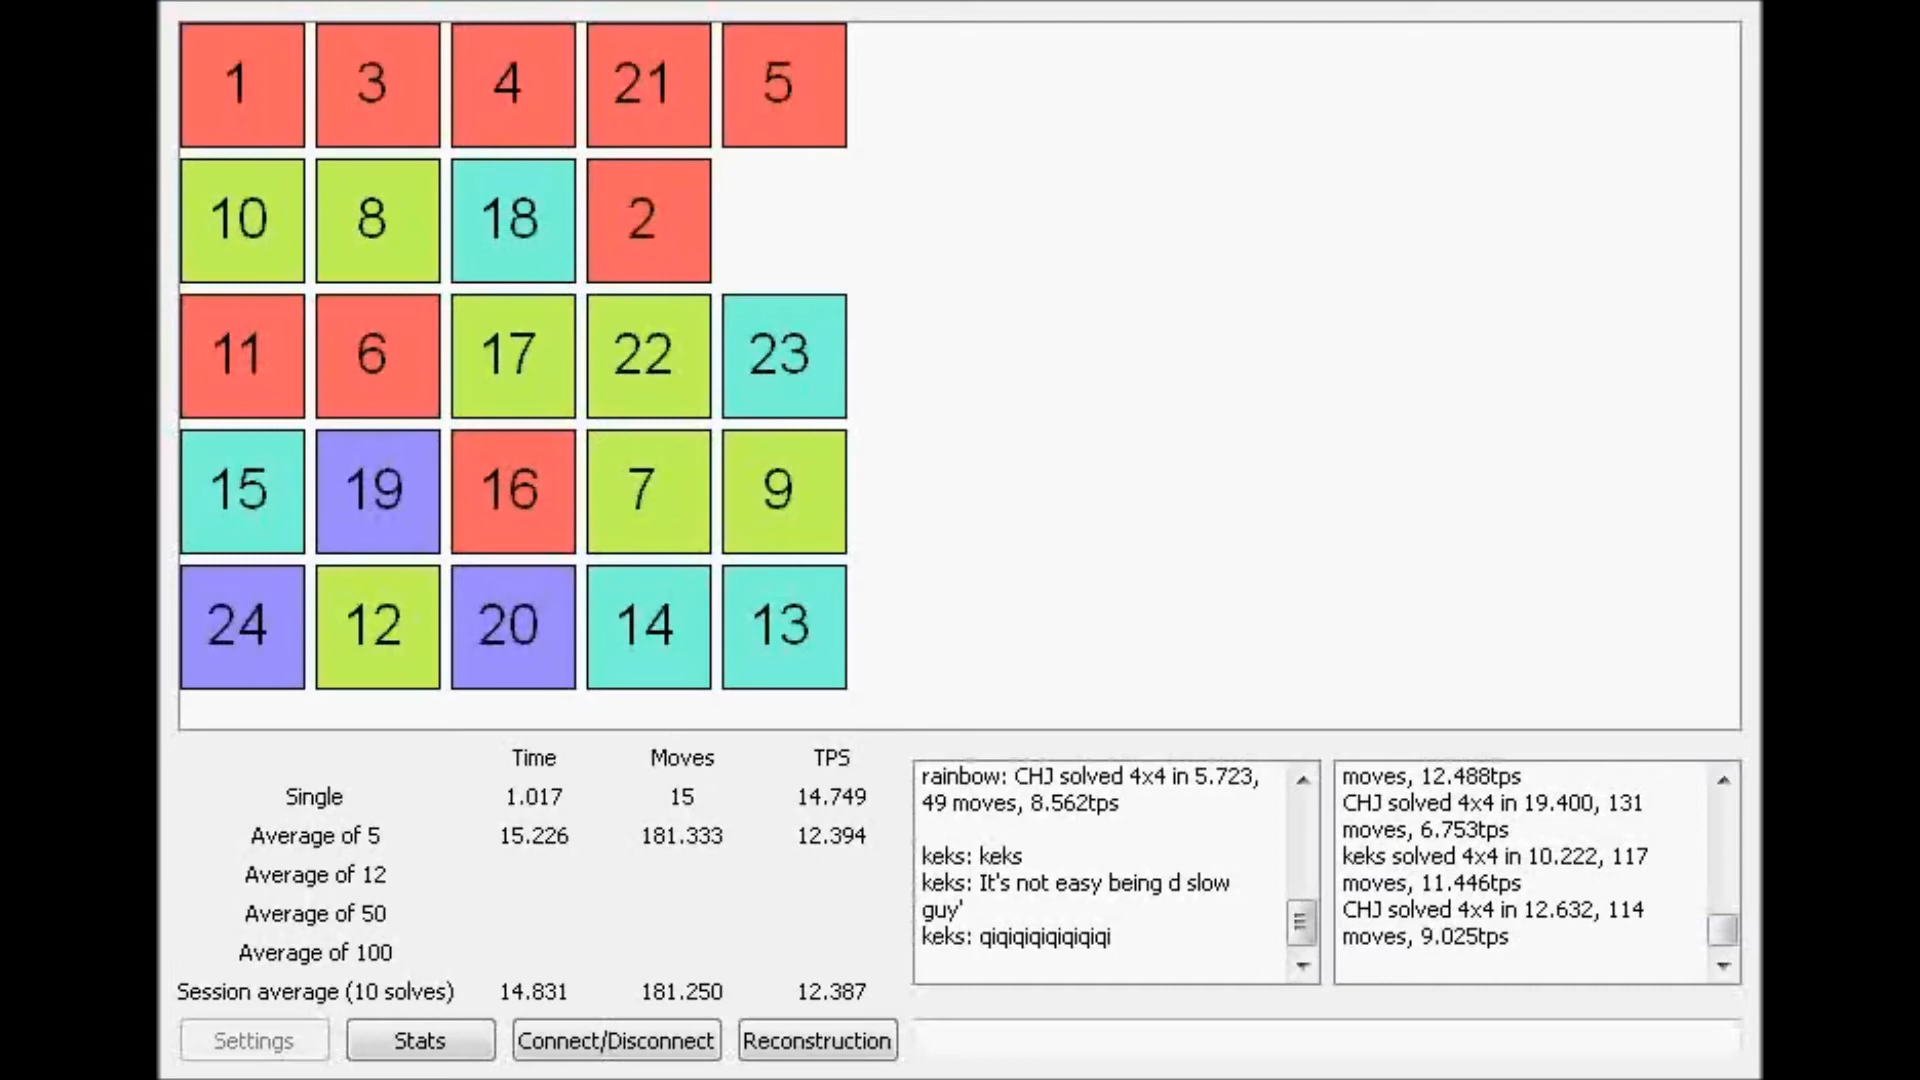 1 3 4 21 5
10 8 18 2
11 6 17 22 23
15 19 16 7 9
24 12 20 14 13
Time Moves TPS
Single 1.017 15 14.749
Average of 5 15.226 181.333 12.394
Average of 12
Average of 50
Average of 100
Session average (10 solves) 14.831 181.250 12.387
Settings Stats Connect/Disconnect Reconstruction
rainbow: CHJ solved 4x4 in 5.723,
49 moves, 8.562tps
keks: keks
keks: It's not easy being d slow
guy'
keks: qiqiqiqiqiqiqiqi
moves, 12.488tps
CHJ solved 4x4 in 19.400, 131
moves, 6.753tps
keks solved 4x4 in 10.222, 117
moves, 11.446tps
CHJ solved 4x4 in 12.632, 114
moves, 9.025tps